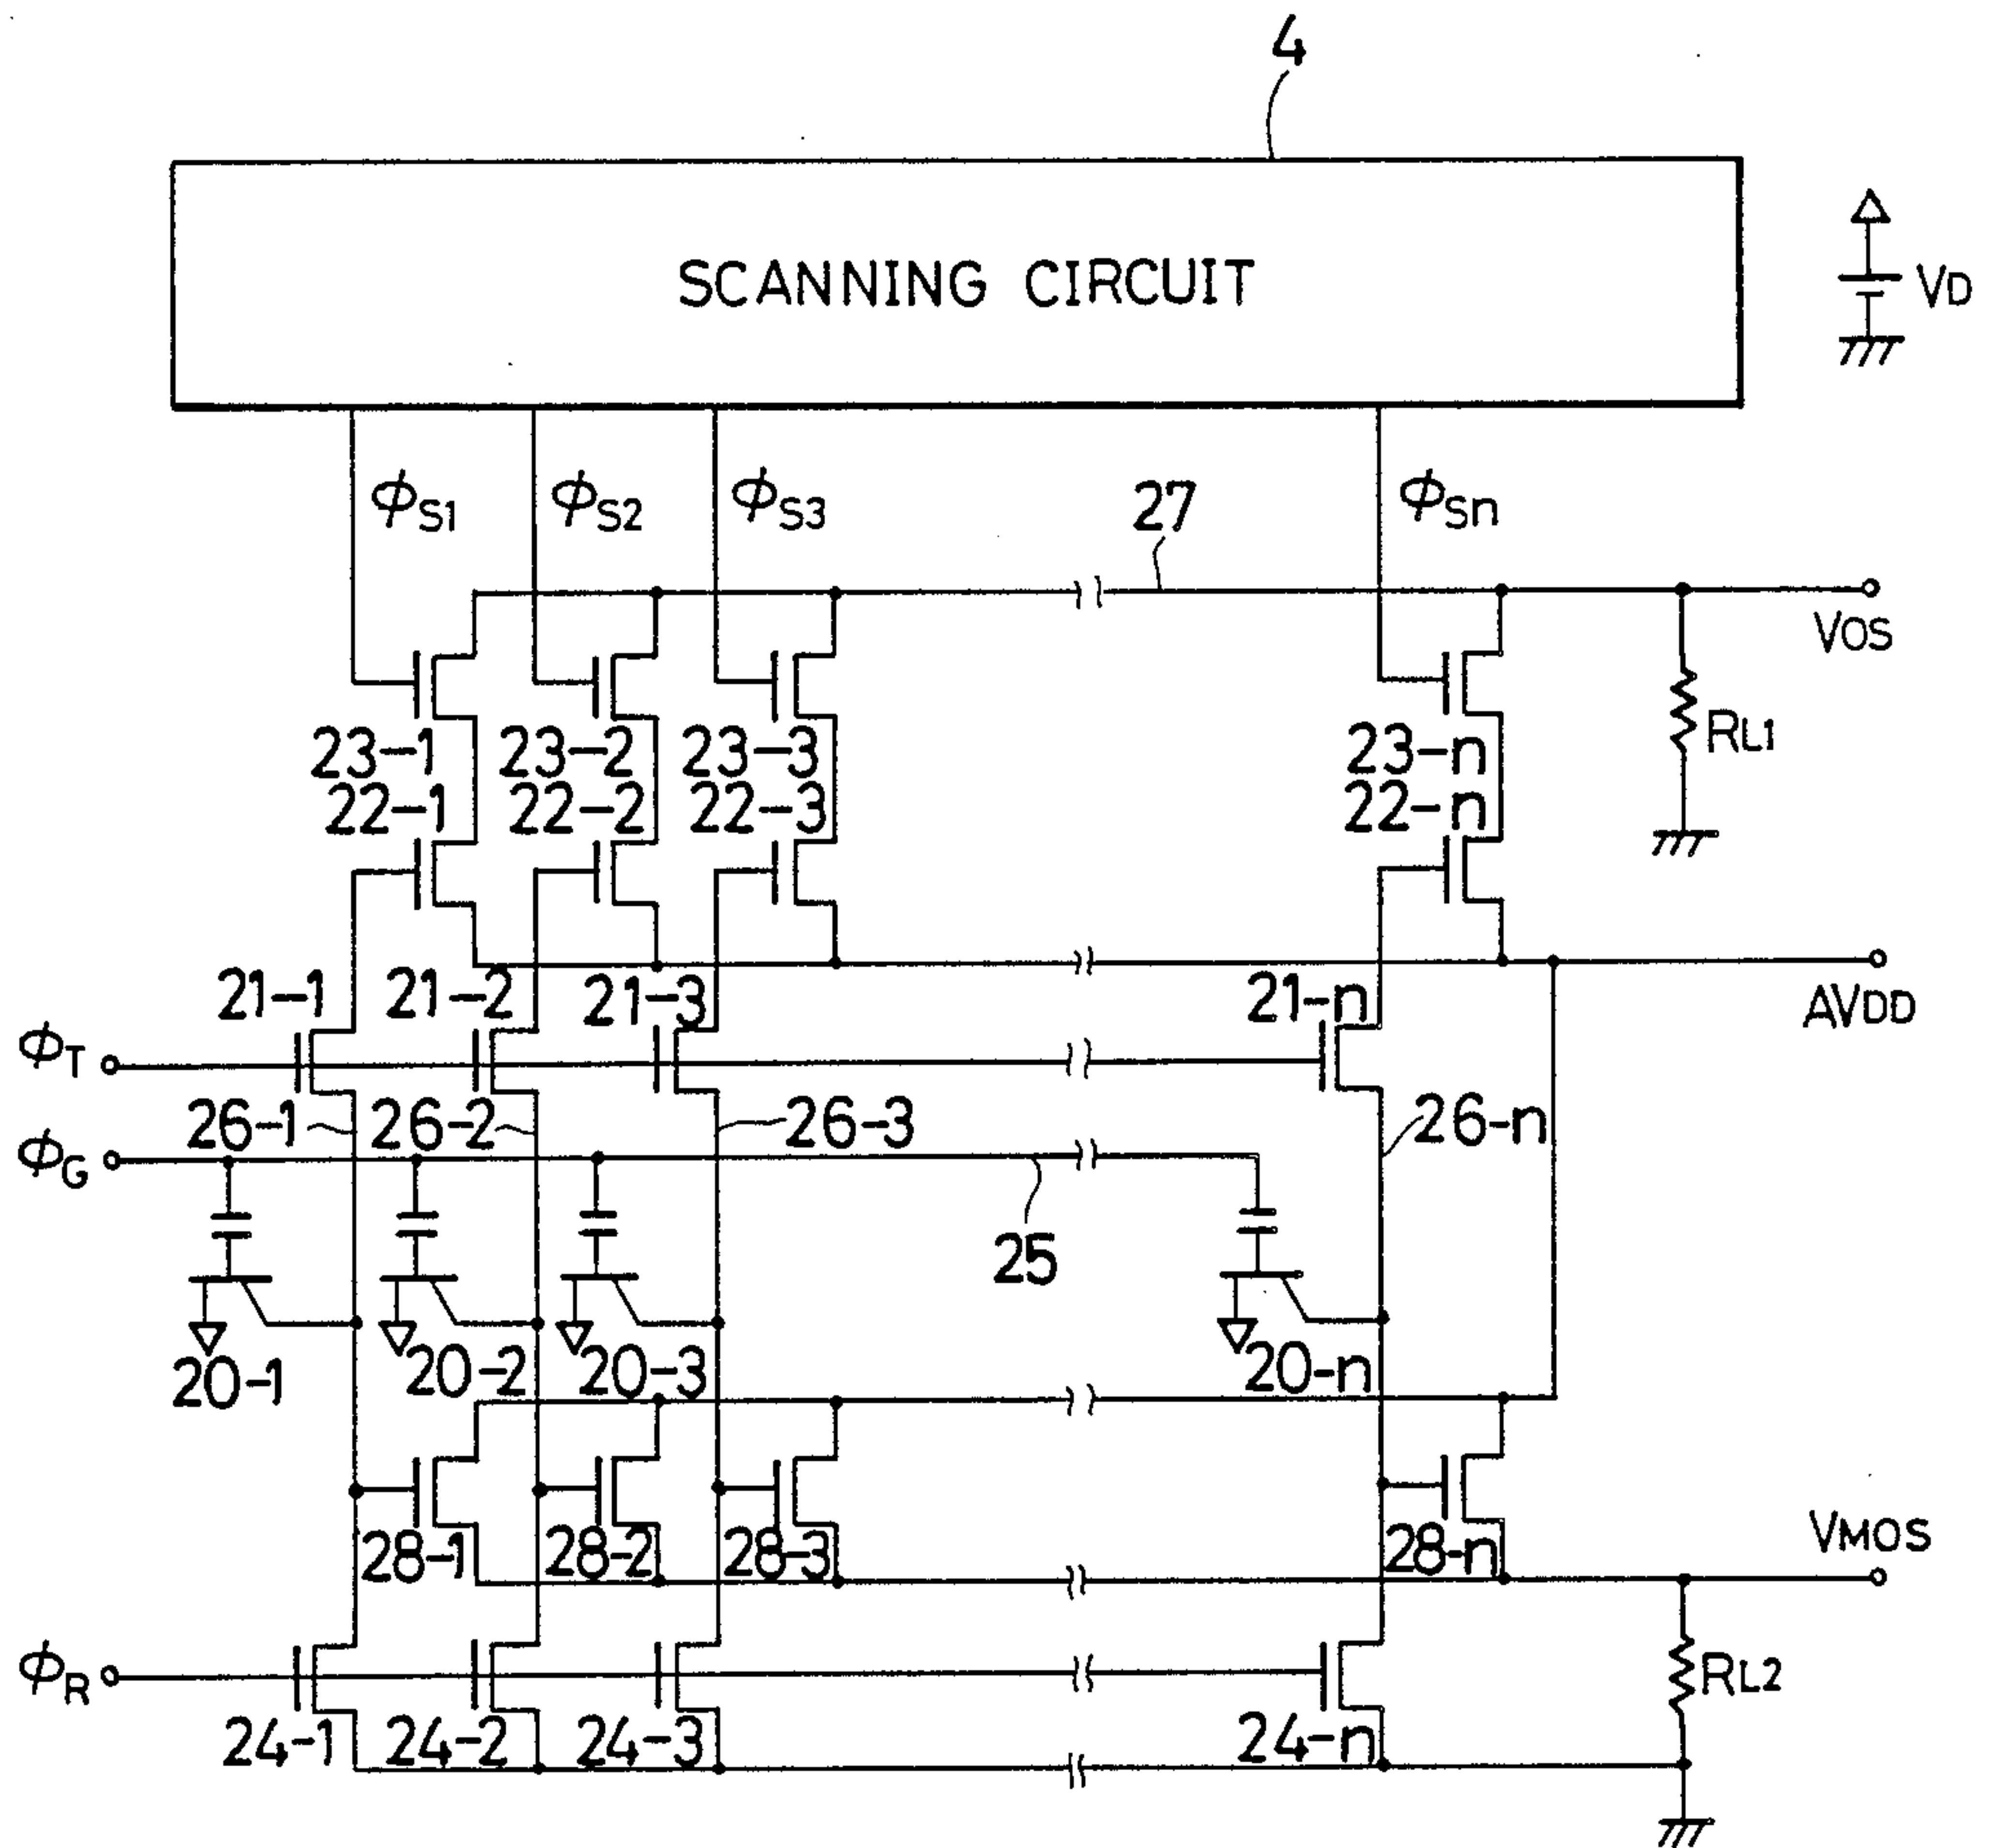 4
SCANNING CIRCUIT
VD
ϕS1 ϕS2 ϕS3 27 ϕSn
VOS
23-1 23-2 23-3 23-n RL1
22-1 22-2 22-3 22-n
21-1 21-2 21-3 21-n AVDD
ϕT
26-1 26-2 26-3 26-n
ϕG
25
20-1 20-2 20-3 20-n
28-1 28-2 28-3 28-n VMOS
ϕR RL2
24-1 24-2 24-3 24-n